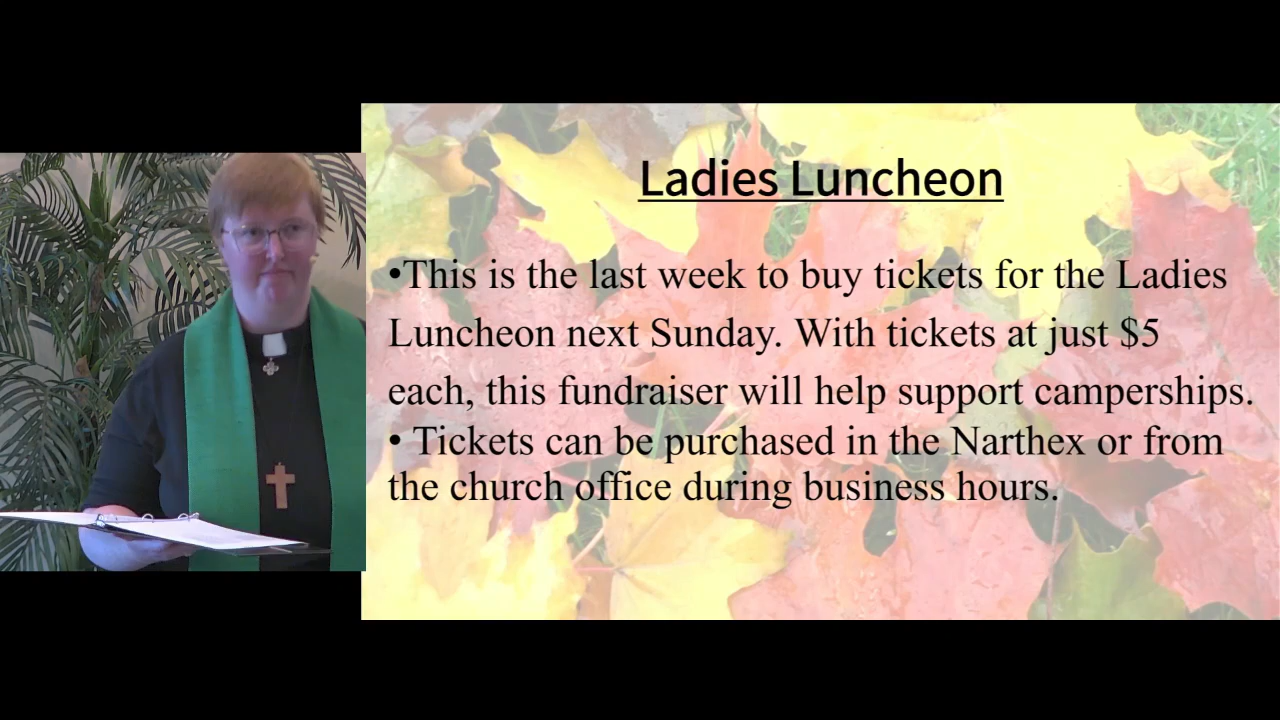 Ladies Luncheon
•This is the last week to buy tickets for the Ladies
Luncheon next Sunday. With tickets at just $5
each, this fundraiser will help support camperships.
• Tickets can be purchased in the Narthex or from
the church office during business hours.